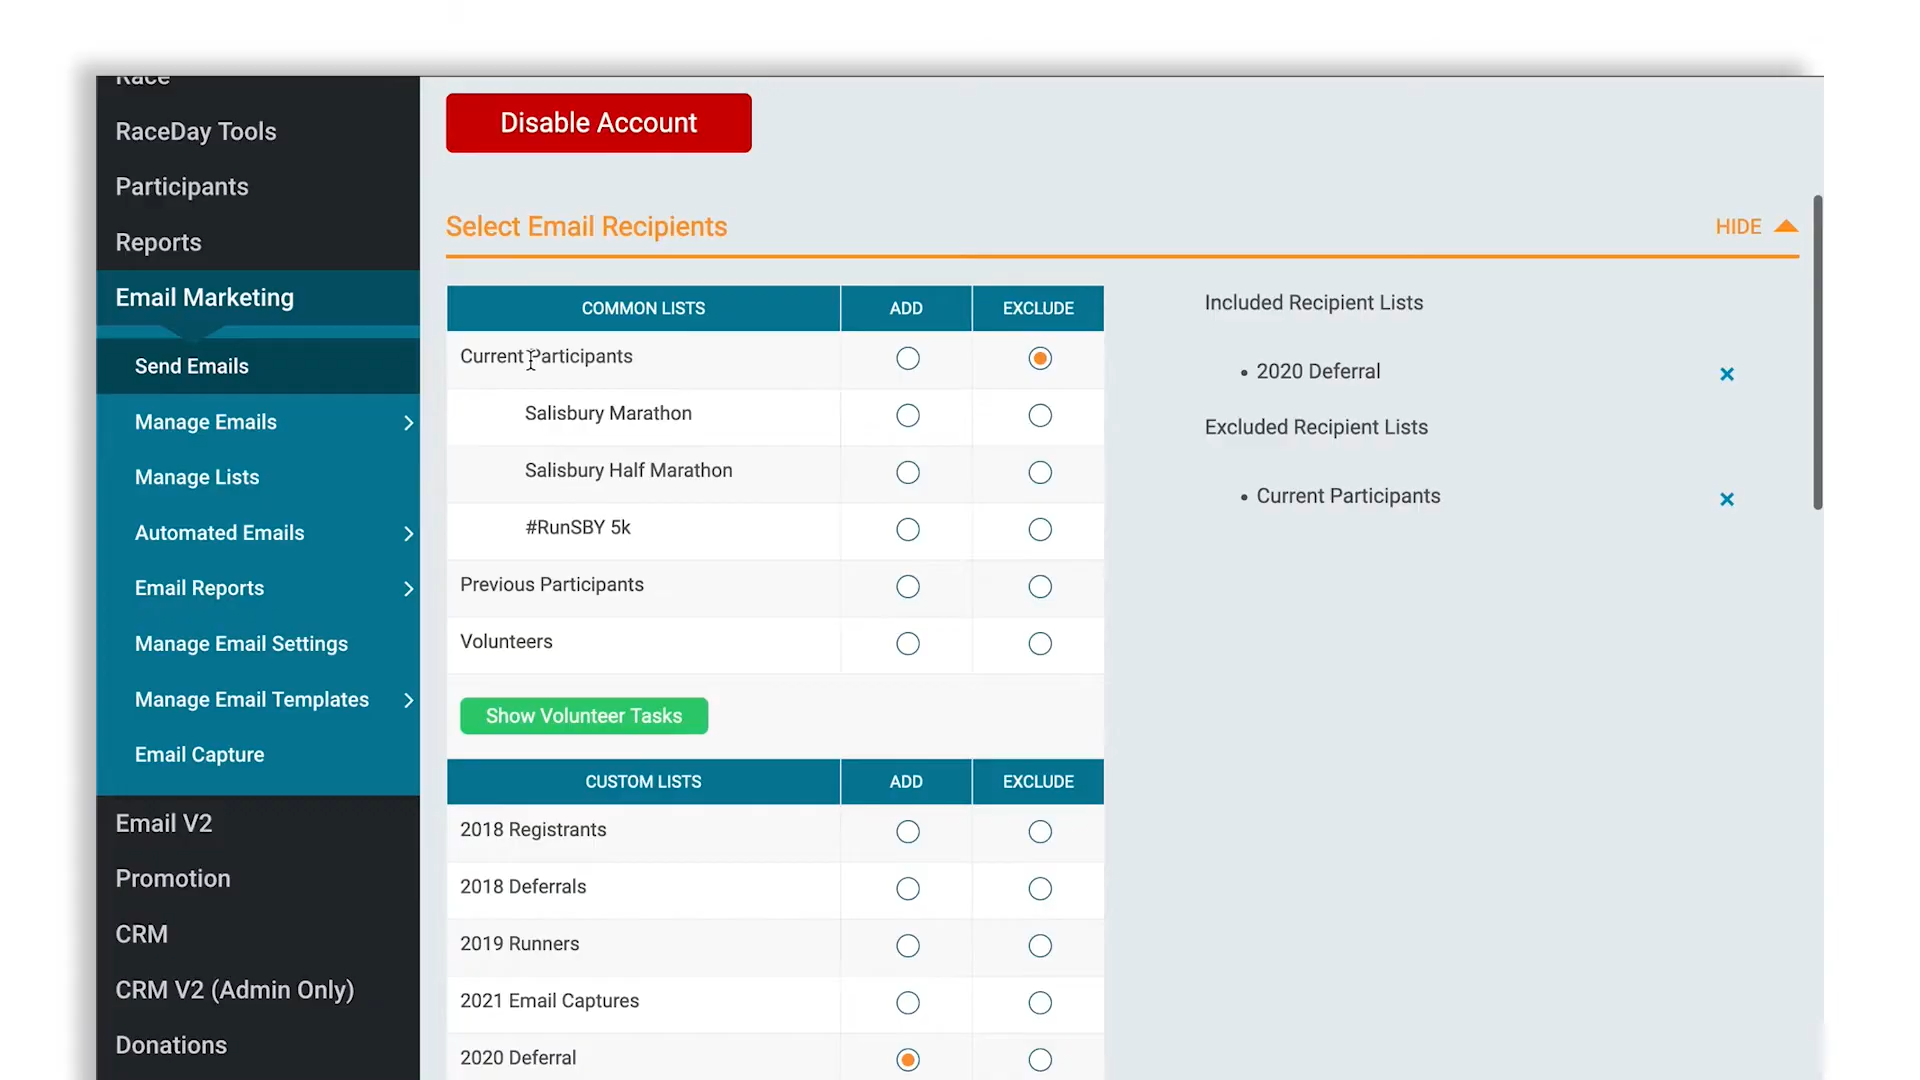 Race
RaceDay Tools
Participants
Reports
Email Marketing
Send Emails
Manage Emails
Manage Lists
Automated Emails
Email Reports
Manage Email Settings
Manage Email Templates
Email Capture
Email V2
Promotion
CRM
CRM V2 (Admin Only)
Donations
Disable Account
Select Email Recipients
HIDE
COMMON LISTS ADD EXCLUDE
Current Participants
Salisbury Marathon
Salisbury Half Marathon
#RunSBY 5k
Previous Participants
Volunteers
Show Volunteer Tasks
CUSTOM LISTS ADD EXCLUDE
2018 Registrants
2018 Deferrals
2019 Runners
2021 Email Captures
2020 Deferral
Included Recipient Lists
• 2020 Deferral
Excluded Recipient Lists
• Current Participants